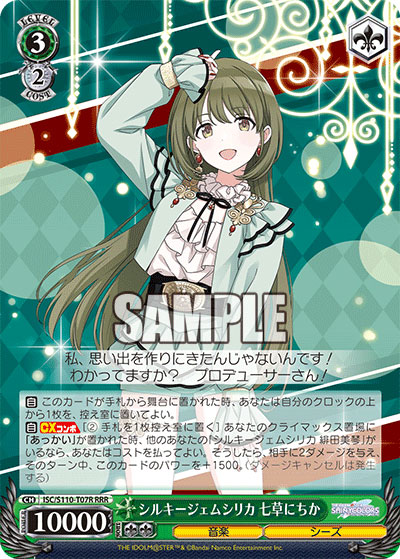 3
2
COST
SAMPLE
私、思い出を作りにきたんじゃないんです！
わかってますか？ プロデューサーさん！
自 このカードが手札から舞台に置かれた時、あなたは自分のクロックの上から1枚を、控え室に置いてよい。
自 CXコンボ ［② 手札を1枚控え室に置く］ あなたのクライマックス置場に
「あっかい」が置かれた時、他のあなたの「シルキージェムシリカ 緋田美琴」が
いるなら、あなたはコストを払ってよい。そうしたら、相手に2ダメージを与え、
そのターン中、このカードのパワーを＋1500。（ダメージキャンセルは発生
する）
CH ISC/S110-T07R RRR
10000
シルキージェムシリカ 七草にちか
SHINYCOLORS
音楽
シーズ
THE IDOLM@STER™ & ©Bandai Namco Entertainment Inc.